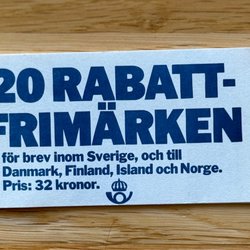 20 RABATT-
FRIMÄRKEN
för brev inom Sverige, och till
Danmark, Finland, Island och Norge.
Pris: 32 kronor.